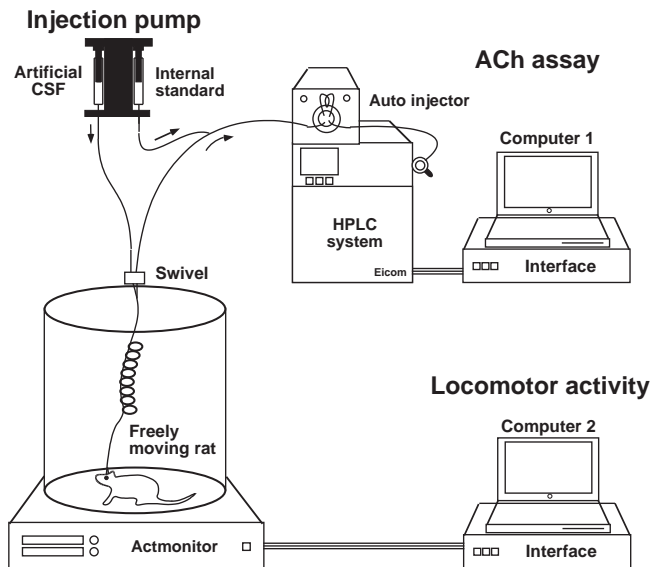 Injection pump
Artificial
CSF
Internal
standard
ACh assay
Auto injector
Computer 1
HPLC
system
Eicom
Interface
Swivel
Locomotor activity
Freely
moving rat
Computer 2
Actmonitor
Interface